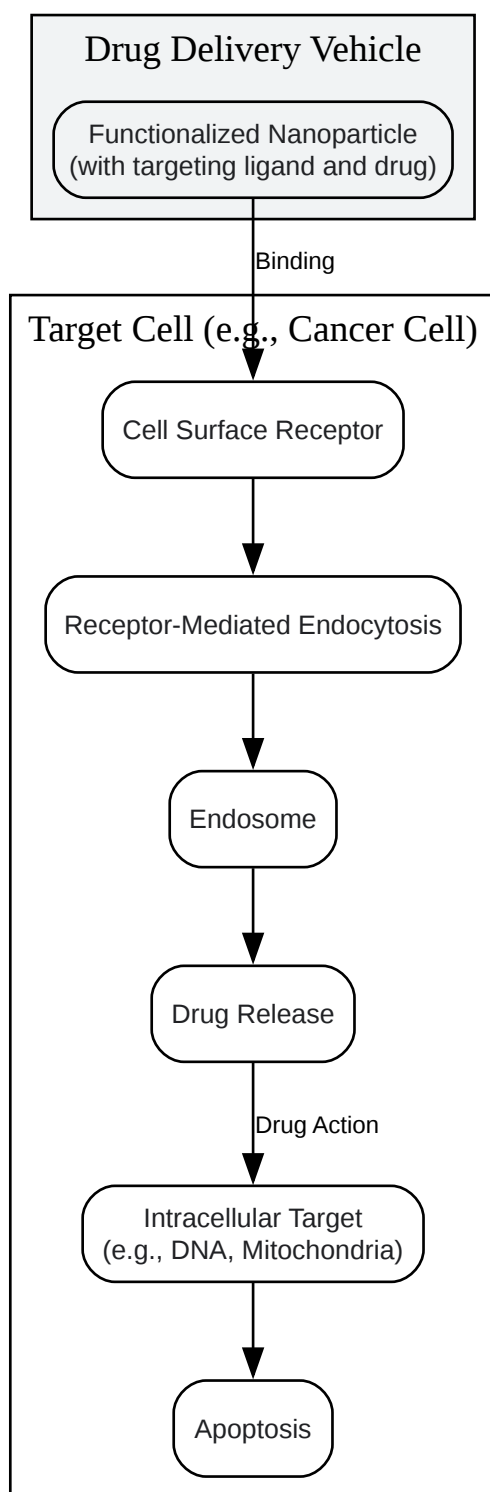 Drug Delivery Vehicle
Functionalized Nanoparticle
(with targeting ligand and drug)
Binding
Target Cell (e.g., Cancer Cell)
Cell Surface Receptor
Receptor-Mediated Endocytosis
Endosome
Drug Release
Drug Action
Intracellular Target
(e.g., DNA, Mitochondria)
Apoptosis